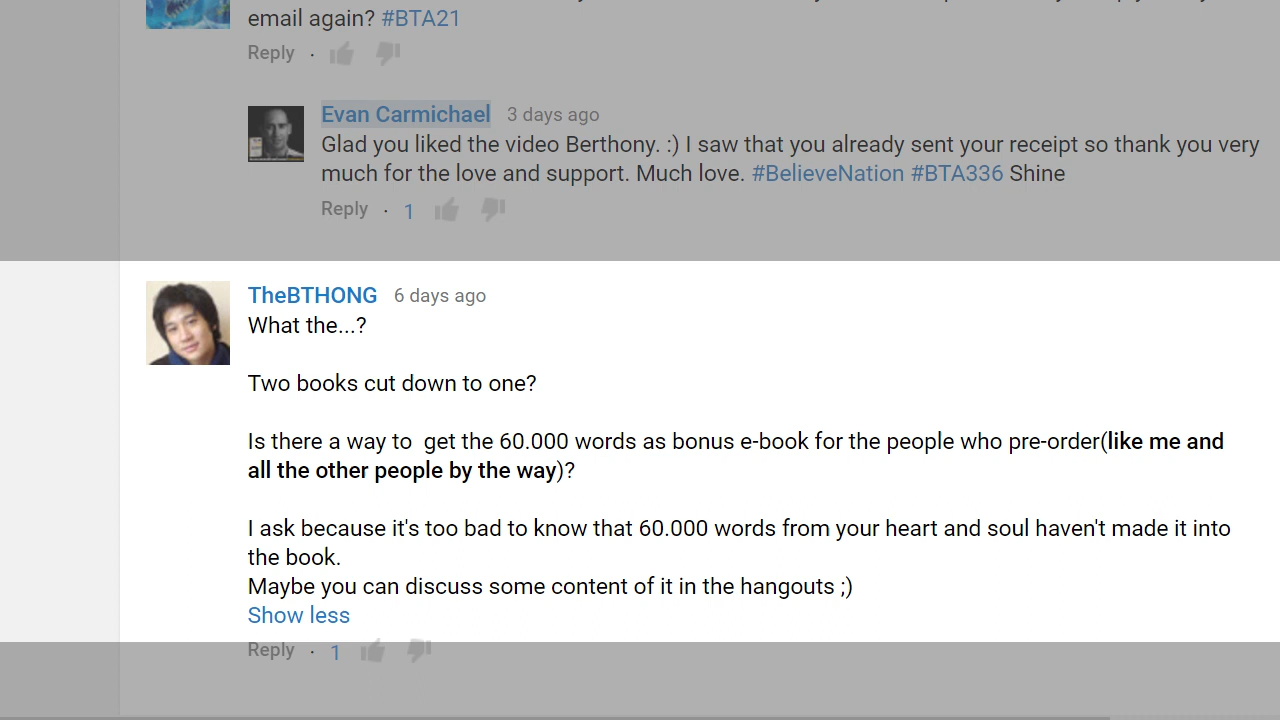 email again? #BTA21
Reply ·
Evan Carmichael 3 days ago
Glad you liked the video Berthony. :) I saw that you already sent your receipt so thank you very
much for the love and support. Much love. #BelieveNation #BTA336 Shine
Reply · 1
TheBTHONG 6 days ago
What the...?
Two books cut down to one?
Is there a way to  get the 60.000 words as bonus e-book for the people who pre-order(like me and
all the other people by the way)?
I ask because it's too bad to know that 60.000 words from your heart and soul haven't made it into
the book.
Maybe you can discuss some content of it in the hangouts ;)
Show less
Reply · 1